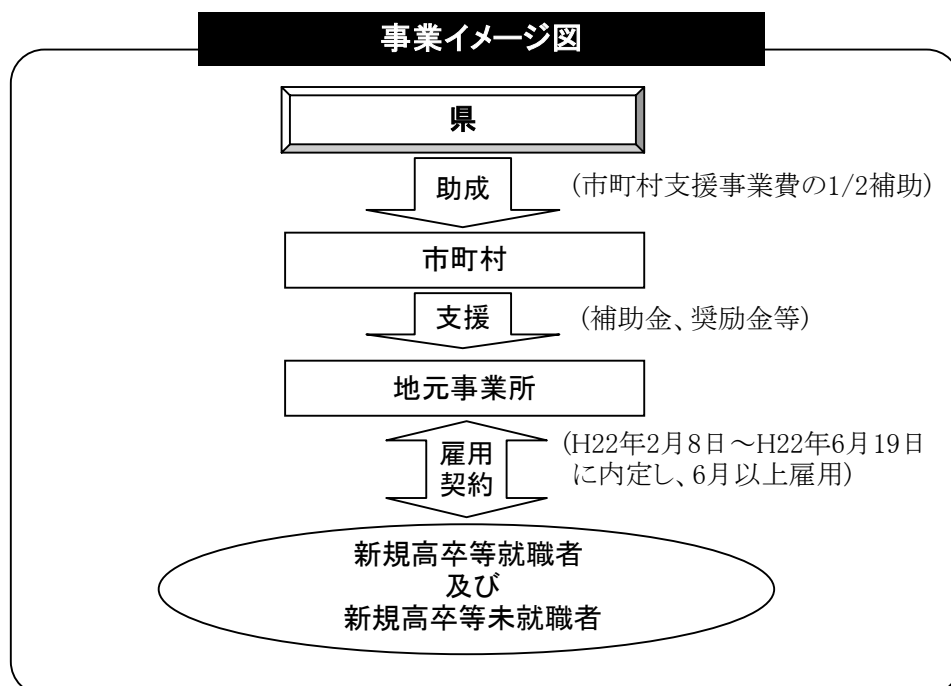 事業イメージ図
県
助成
(市町村支援事業費の1/2補助)
市町村
支援
(補助金、奨励金等)
地元事業所
雇用
契約
(H22年2月8日～H22年6月19日
に内定し、6月以上雇用)
新規高卒等就職者
及び
新規高卒等未就職者